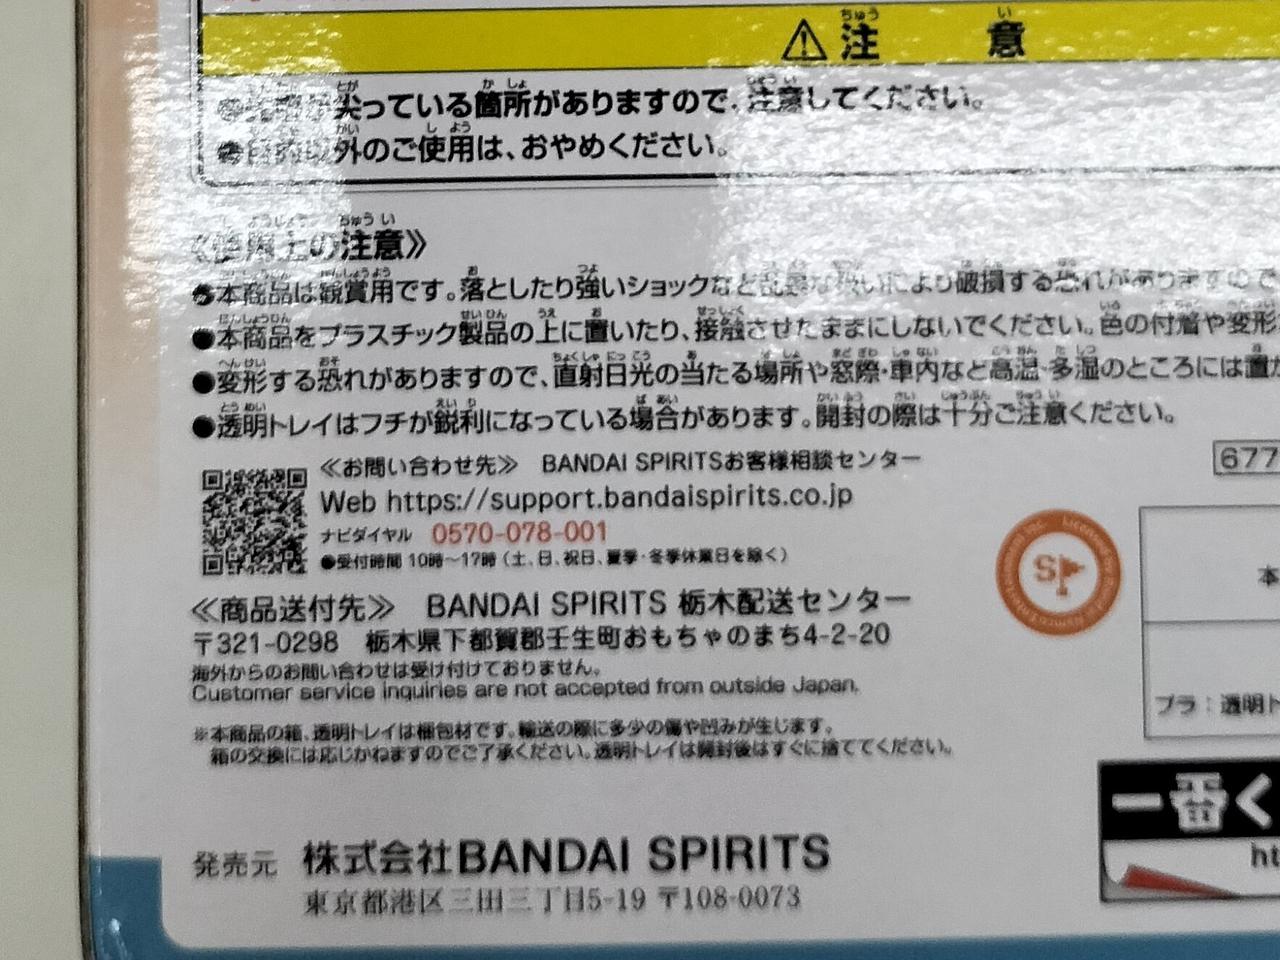 ⚠注意
尖っている箇所がありますので、注意してください。
外のご使用は、おやめください。
《使用上の注意》
●本商品は観賞用です。落としたり強いショックなど乱暴な扱いにより破損する恐れがありますので
●本商品をプラスチック製品の上に置いたり、接触させたままにしないでください。色の付着や変形
●変形する恐れがありますので、直射日光の当たる場所や窓際・車内など高温・多湿のところには置か
●透明トレイはフチが鋭利になっている場合があります。開封の際は十分ご注意ください。
≪お問い合わせ先≫ BANDAI SPIRITSお客様相談センター
Web https://support.bandaispirits.co.jp
ナビダイヤル 0570-078-001
●受付時間 10時~17時(土、日、祝日、夏季・冬季休業日を除く)
677
≪商品送付先≫ BANDAI SPIRITS 栃木配送センター
〒321-0298 栃木県下都賀郡壬生町おもちゃのまち4-2-20
海外からのお問い合わせは受け付けておりません。
Customer service inquiries are not accepted from outside Japan.
本
プラ:透明ト
※本商品の箱、透明トレイは梱包材です。輸送の際に多少の傷や凹みが生じます。
箱の交換には応じかねますのでご了承ください。透明トレイは開封後はすぐに捨ててください。
一番く
ht
発売元 株式会社BANDAI SPIRITS
東京都港区三田三丁目5-19 〒108-0073